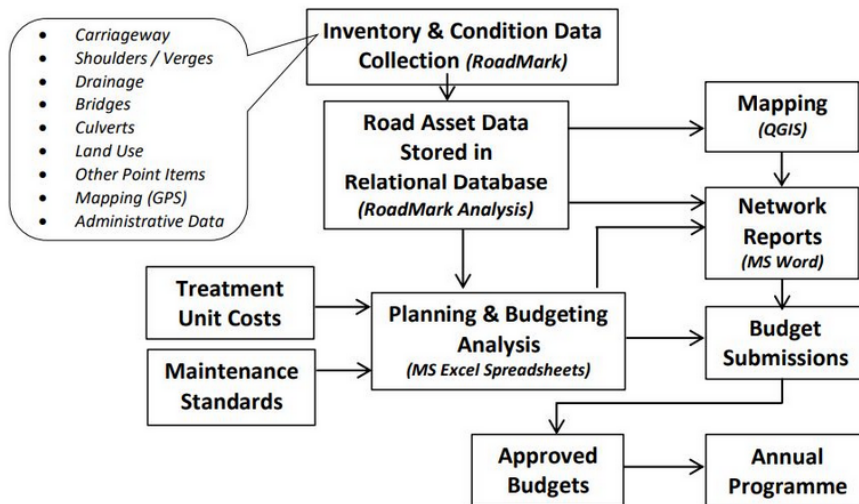 • Carriageway
• Shoulders / Verges
• Drainage
• Bridges
• Culverts
• Land Use
• Other Point Items
• Mapping (GPS)
• Administrative Data
Inventory & Condition Data
Collection (RoadMark)
Road Asset Data
Stored in
Relational Database
(RoadMark Analysis)
Mapping
(QGIS)
Network
Reports
(MS Word)
Treatment
Unit Costs
Planning & Budgeting
Analysis
(MS Excel Spreadsheets)
Budget
Submissions
Maintenance
Standards
Approved
Budgets
Annual
Programme